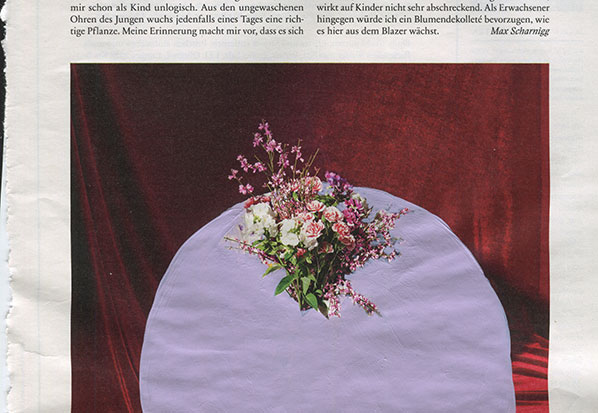 mir schon als Kind unlogisch. Aus den ungewaschenen
Ohren des Jungen wuchs jedenfalls eines Tages eine rich-
tige Pflanze. Meine Erinnerung macht mir vor, dass es sich
wirkt auf Kinder nicht sehr abschreckend. Als Erwachsener
hingegen würde ich ein Blumendekolleté bevorzugen, wie
es hier aus dem Blazer wächst. Max Scharnigg